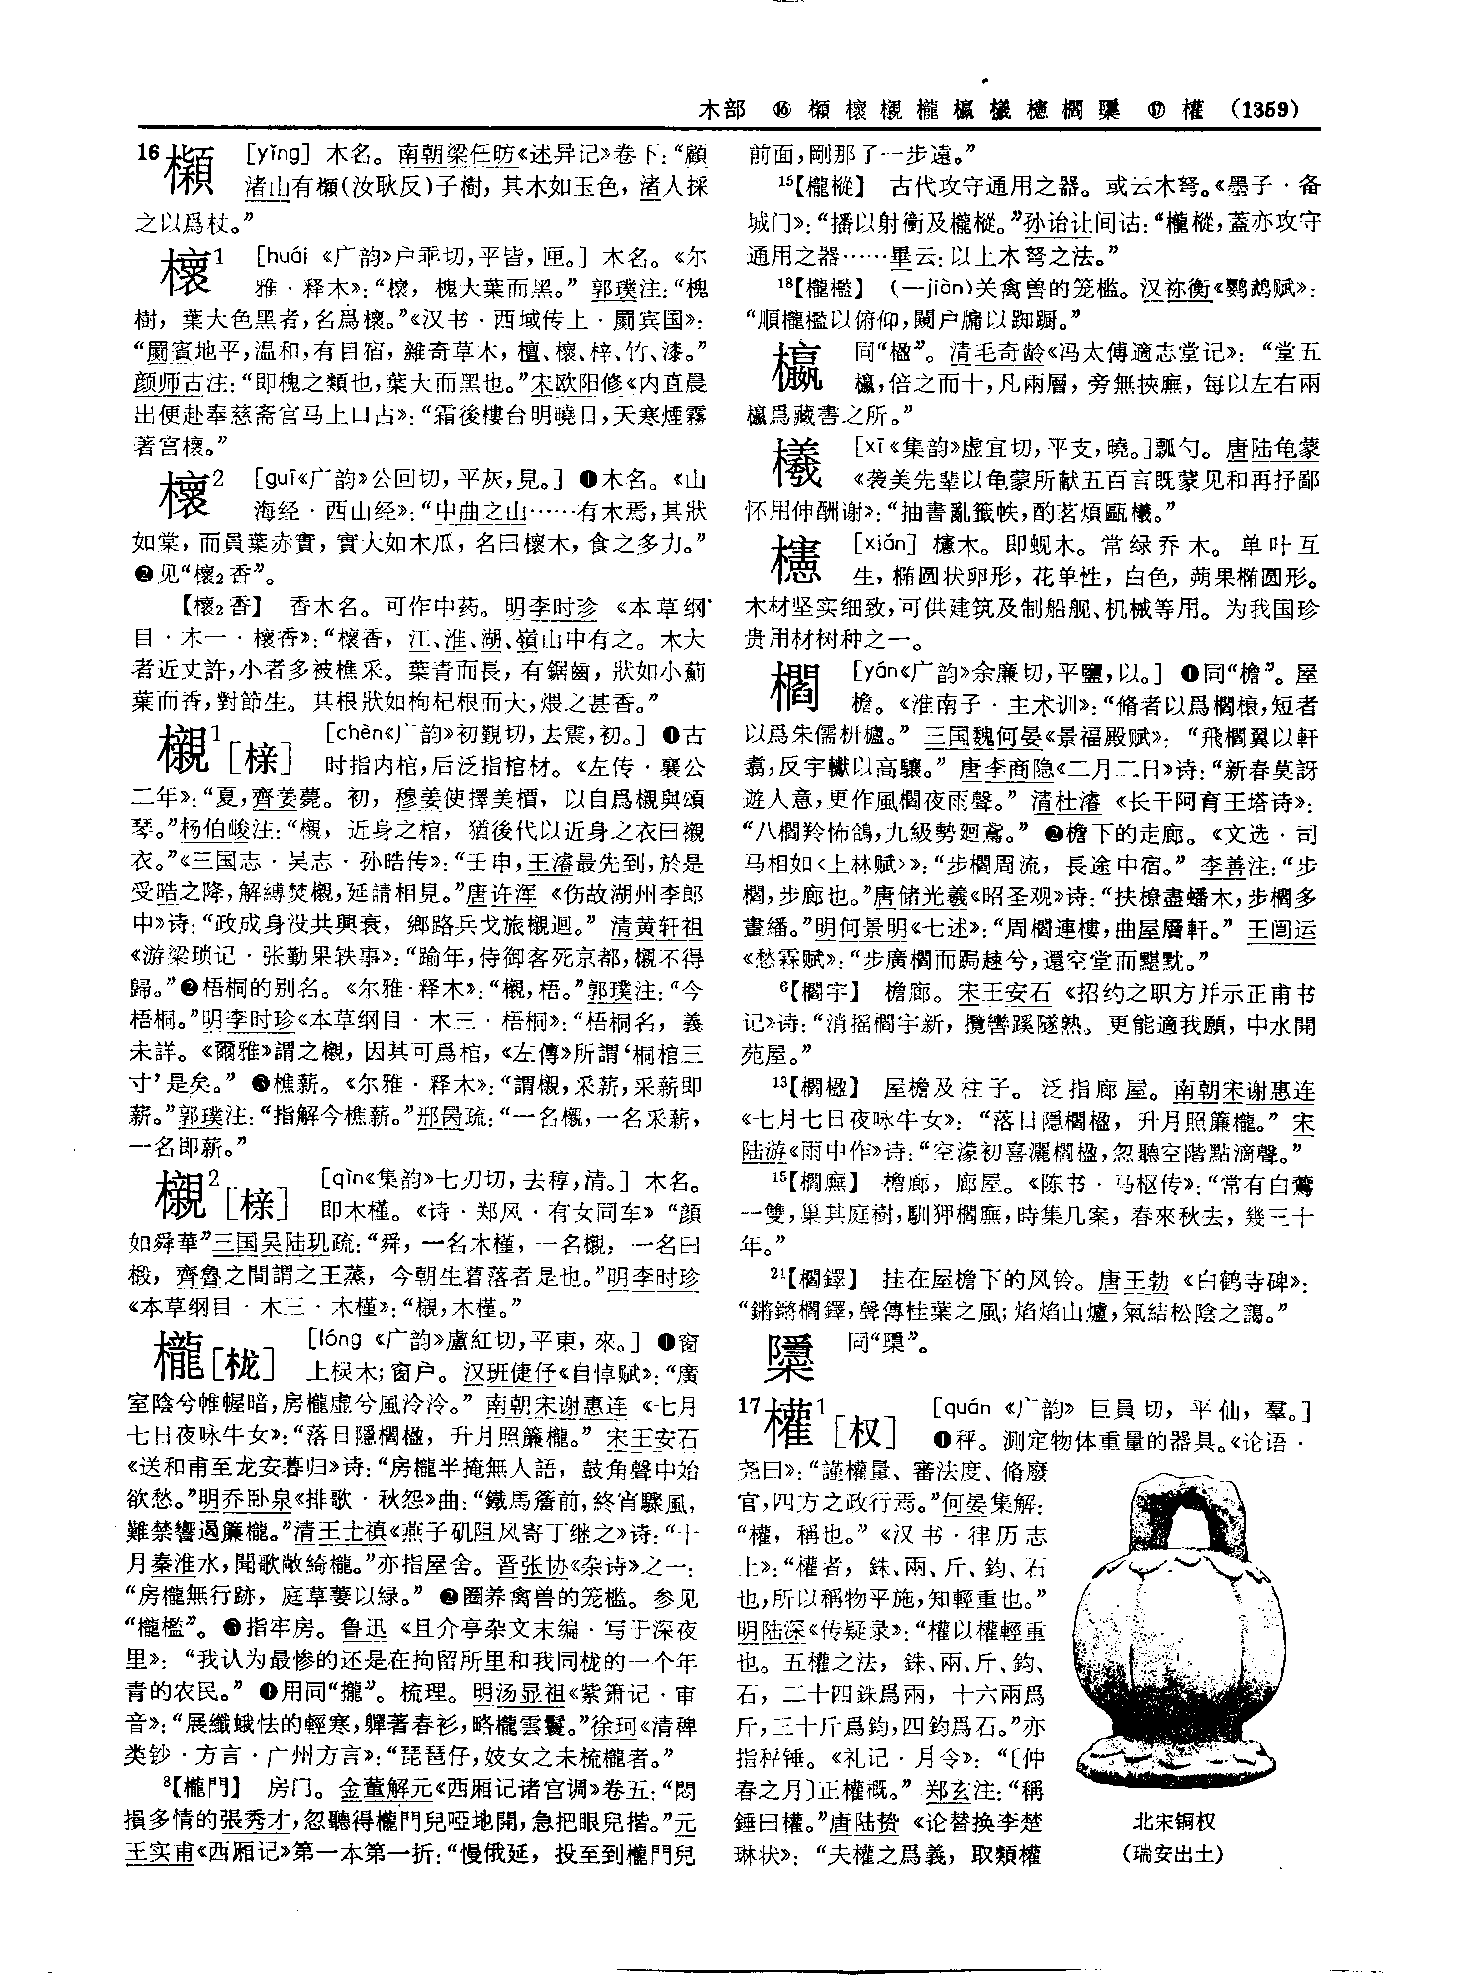 木部 ⑯ 櫇 櫰 櫬 櫳 欙 櫶 櫩 ⑰ 權 (1359)
16 櫇 [yǐng] 木名。南朝梁任昉《述异记》卷下:“顧
渚山有櫇(汝耿反)子樹,其木如玉色,渚人採
之以爲杖。”
櫰1 [huái《广韵》户乖切,平皆,匣。] 木名。《尔
雅·释木》:“櫰,槐大葉而黑。”郭璞注:“槐
樹,葉大色黑者,名爲櫰。”《汉书·西域传上·罽宾国》:
“罽賓地平,温和,有目宿,雜奇草木,檀、櫰、梓、竹、漆。”
颜师古注:“即槐之類也,葉大而黑也。”宋欧阳修《内直晨
出便赴奉慈斋宫马上口占》:“霜後樓台明曉日,天寒煙霧
著宫櫰。”
櫰2 [guī《广韵》公回切,平灰,見。] ❶木名。《山
海经·西山经》:“中曲之山……有木焉,其狀
如棠,而員葉赤實,實大如木瓜,名曰櫰木,食之多力。”
❷见“櫰2香”。
【櫰2香】 香木名。可作中药。明李时珍《本草纲
目·木一·櫰香》:“櫰香,江、淮、湖、嶺山中有之。木大
者近丈許,小者多被樵采。葉青而長,有鋸齒,狀如小薊
葉而香,對節生。其根狀如枸杞根而大,煨之甚香。”
櫬1[榇] [chèn《广韵》初覲切,去震,初。] ❶古
时指内棺,后泛指棺材。《左传·襄公
二年》:“夏,齊姜薨。初,穆姜使擇美檟,以自爲櫬與頌
琴。”杨伯峻注:“櫬,近身之棺,猶後代以近身之衣曰襯
衣。”《三国志·吴志·孙晧传》:“壬申,王濬最先到,於是
受晧之降,解縛焚櫬,延請相見。”唐许浑《伤故湖州李郎
中》诗:“政成身没共興衰,鄉路兵戈旅櫬迴。”清黄轩祖
《游梁琐记·张勤果轶事》:“踰年,侍御客死京都,櫬不得
歸。”❷梧桐的别名。《尔雅·释木》:“櫬,梧。”郭璞注:“今
梧桐。”明李时珍《本草纲目·木三·梧桐》:“梧桐名,義
未詳。《爾雅》謂之櫬,因其可爲棺,《左傳》所謂‘桐棺三
寸’是矣。”❸樵薪。《尔雅·释木》:“謂櫬,采薪,采薪即
薪。”郭璞注:“指解今樵薪。”邢昺疏:“一名櫬,一名采薪,
一名即薪。”
櫬2[榇] [qìn《集韵》七刃切,去稕,清。] 木名。
即木槿。《诗·郑风·有女同车》“顔
如舜華”三国吴陆玑疏:“舜,一名木槿,一名櫬,一名曰
椴,齊魯之間謂之王蒸,今朝生暮落者是也。”明李时珍
《本草纲目·木三·木槿》:“櫬,木槿。”
櫳[栊] [lóng《广韵》盧紅切,平東,來。] ❶窗
上棂木;窗户。汉班倢伃《自悼赋》:“廣
室陰兮帷幄暗,房櫳虚兮風泠泠。”南朝宋谢惠连《七月
七日夜咏牛女》:“落日隱櫩楹,升月照簾櫳。”宋王安石
《送和甫至龙安暮归》诗:“房櫳半掩無人語,鼓角聲中始
欲愁。”明乔卧泉《排歌·秋怨》曲:“鐵馬簷前,終宵驟風,
難禁響遏簾櫳。”清王士禛《燕子矶阻风寄丁继之》诗:“十
月秦淮水,聞歌敞綺櫳。”亦指屋舍。晋张协《杂诗》之一:
“房櫳無行跡,庭草萋以緑。”❷圈养禽兽的笼槛。参见
“櫳檻”。❸指牢房。鲁迅《且介亭杂文末编·写于深夜
里》:“我认为最惨的还是在拘留所里和我同栊的一个年
青的农民。”❹用同“攏”。梳理。明汤显祖《紫箫记·审
音》:“展纖蛾怯的輕寒,嚲著春衫,略櫳雲鬟。”徐珂《清稗
类钞·方言·广州方言》:“琵琶仔,妓女之未梳櫳者。”
8【櫳門】 房门。金董解元《西厢记诸宫调》卷五:“悶
損多情的張秀才,忽聽得櫳門兒啞地開,急把眼兒揩。”元
王实甫《西厢记》第一本第一折:“慢俄延,投至到櫳門兒
前面,剛那了一步遠。”
15【櫳樅】 古代攻守通用之器。或云木弩。《墨子·备
城门》:“播以射衝及櫳樅。”孙诒让间诂:“櫳樅,蓋亦攻守
通用之器……畢云:以上木弩之法。”
18【櫳檻】 (—jiàn)关禽兽的笼槛。汉祢衡《鹦鹉赋》:
“順櫳檻以俯仰,闚户牖以踟躕。”
同“楹”。清毛奇龄《冯太傅適志堂记》:“堂五
,倍之而十,凡兩層,旁無挾廡,每以左右兩
爲藏書之所。”
[xī《集韵》虚宜切,平支,曉。]瓢勺。唐陆龟蒙
《袭美先辈以龟蒙所献五百言既蒙见和再抒鄙
怀用伸酬谢》:“抽書亂籤帙,酌茗煩甌㰕。”
櫶 [xiǎn] 櫶木。即蚬木。常绿乔木。单叶互
生,椭圆状卵形,花单性,白色,蒴果椭圆形。
木材坚实细致,可供建筑及制船舰、机械等用。为我国珍
贵用材树种之一。
櫩 [yán《广韵》余廉切,平鹽,以。] ❶同“檐”。屋
檐。《淮南子·主术训》:“脩者以爲櫩榱,短者
以爲朱儒枅櫨。”三国魏何晏《景福殿赋》:“飛櫩翼以軒
翥,反宇轍以高驤。”唐李商隐《二月二日》诗:“新春莫訝
遊人意,更作風櫩夜雨聲。”清杜濬《长干阿育王塔诗》:
“八櫩羚怖鴿,九級勢迴鳶。”❷檐下的走廊。《文选·司
马相如〈上林赋〉》:“步櫩周流,長途中宿。”李善注:“步
櫩,步廊也。”唐储光羲《昭圣观》诗:“扶橑盡蟠木,步櫩多
畫繙。”明何景明《七述》:“周櫩連樓,曲屋層軒。”王闿运
《愁霖赋》:“步廣櫩而跼趚兮,還空堂而黮黕。”
6【櫩宇】 檐廊。宋王安石《招约之职方并示正甫书
记》诗:“消摇櫩宇新,攬轡蹊隧熟。更能適我願,中水開
苑屋。”
13【櫩楹】 屋檐及柱子。泛指廊屋。南朝宋谢惠连
《七月七日夜咏牛女》:“落日隱櫩楹,升月照簾櫳。”宋
陆游《雨中作》诗:“空濛初喜灑櫩楹,忽聽空階點滴聲。”
15【櫩廡】 檐廊,廊屋。《陈书·马枢传》:“常有白鷰
一雙,巢其庭樹,馴狎櫩廡,時集几案,春來秋去,幾三十
年。”
21【櫩鐸】 挂在屋檐下的风铃。唐王勃《白鹤寺碑》:
“鏘鏘櫩鐸,聲傳桂葉之風;焰焰山爐,氣結松陰之靄。”
同“㯻”。
17 權1[权] [quán《广韵》巨員切,平仙,羣。]
❶秤。测定物体重量的器具。《论语·
尧曰》:“謹權量、審法度、脩廢
官,四方之政行焉。”何晏集解:
“權,稱也。”《汉书·律历志
上》:“權者,銖、兩、斤、鈞、石
也,所以稱物平施,知輕重也。”
明陆深《传疑录》:“權以權輕重
也。五權之法,銖、兩、斤、鈞、
石,二十四銖爲兩,十六兩爲
斤,三十斤爲鈞,四鈞爲石。”亦
指秤锤。《礼记·月令》:“〔仲
春之月〕正權概。”郑玄注:“稱
錘曰權。”唐陆贽《论替换李楚
琳状》:“夫權之爲義,取類權
北宋铜权
(瑞安出土)